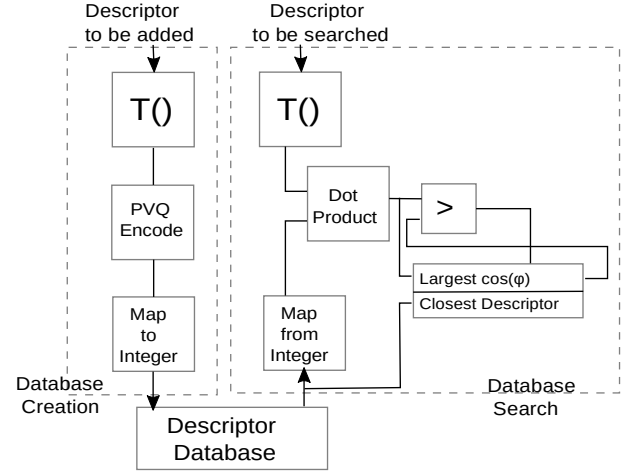 Descriptor
to be added
Descriptor
to be searched
T()
T()
PVQ
Encode
Dot
Product
>
Largest cos(φ)
Closest Descriptor
Map
to
Integer
Map
from
Integer
Database
Creation
Database
Search
Descriptor
Database